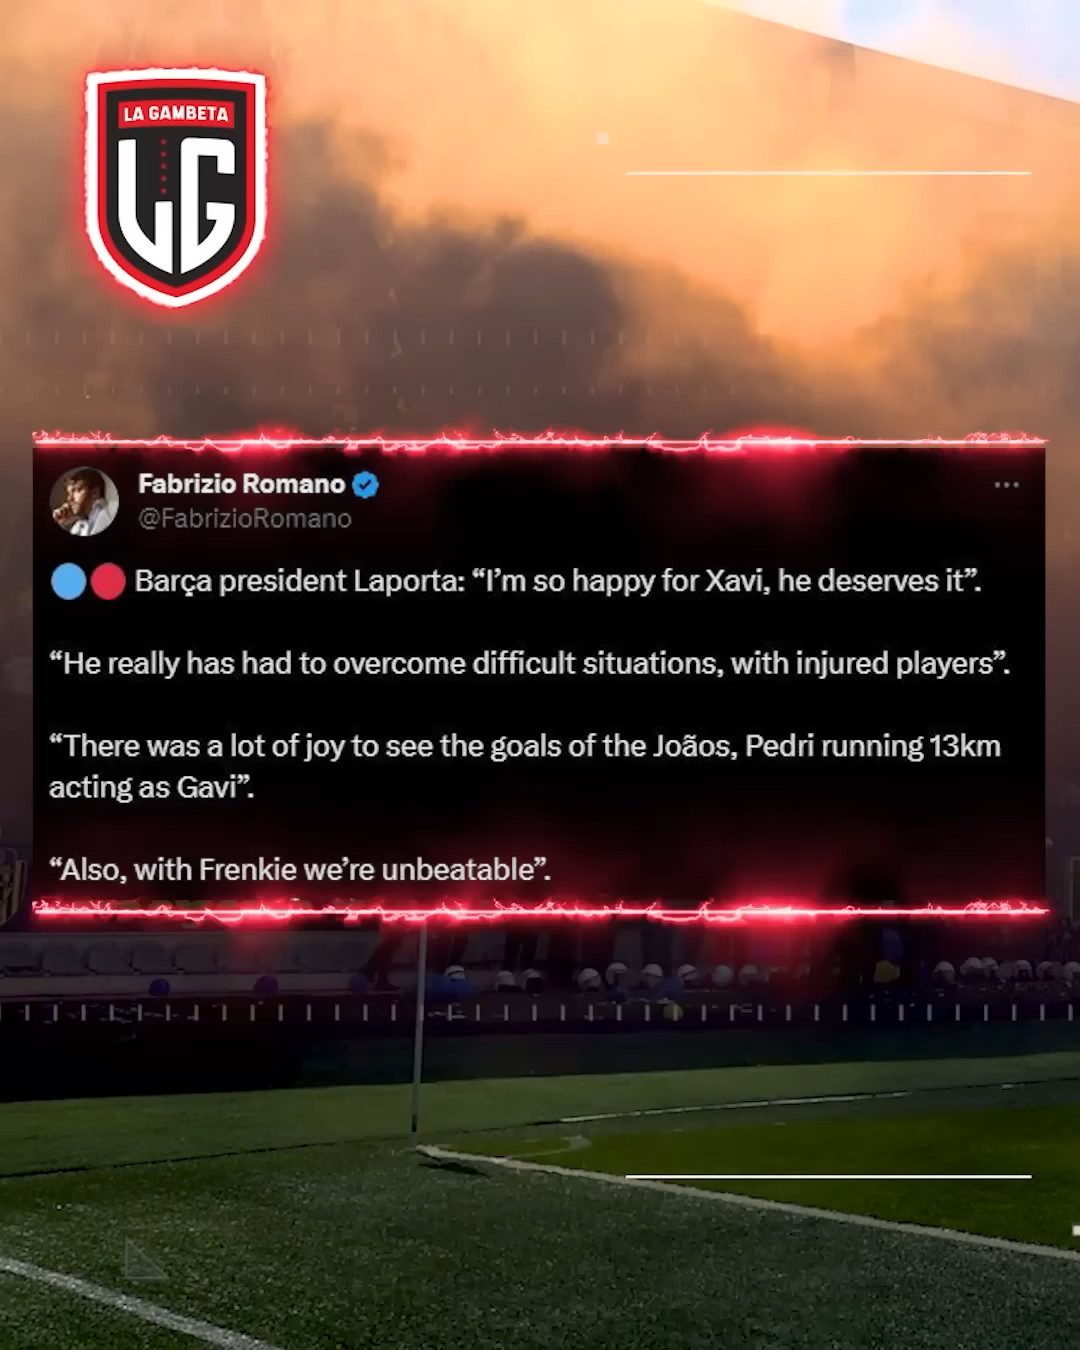 LA GAMBETA
LG
Fabrizio Romano
@FabrizioRomano
Barça president Laporta: “I’m so happy for Xavi, he deserves it”.
“He really has had to overcome difficult situations, with injured players”.
“There was a lot of joy to see the goals of the Joãos, Pedri running 13km
acting as Gavi”.
“Also, with Frenkie we’re unbeatable”.